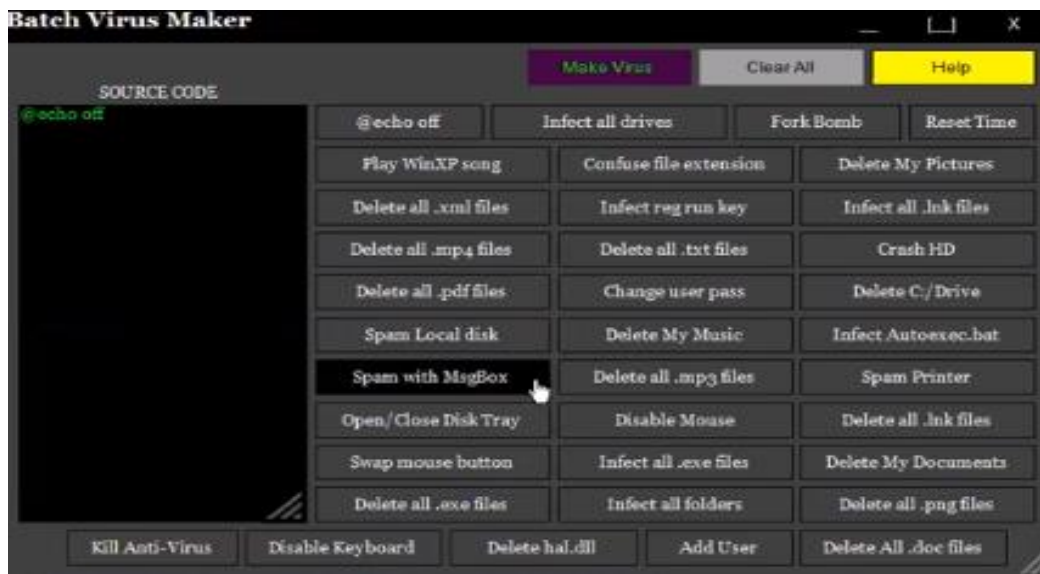 Batch Virus Maker
Make Virus Clear All Help
SOURCE CODE
@echo off
@echo off Infect all drives Fork Bomb Reset Time
Play WinXP song Confuse file extension Delete My Pictures
Delete all .xml files Infect reg run key Infect all .lnk files
Delete all .mp4 files Delete all .txt files Crash HD
Delete all .pdf files Change user pass Delete C:/Drive
Spam Local disk Delete My Music Infect Autoexec.bat
Spam with MsgBox Delete all .mp3 files Spam Printer
Open/Close Disk Tray Disable Mouse Delete all .lnk files
Swap mouse button Infect all .exe files Delete My Documents
Delete all .exe files Infect all folders Delete all .png files
Kill Anti-Virus Disable Keyboard Delete hal.dll Add User Delete All .doc files